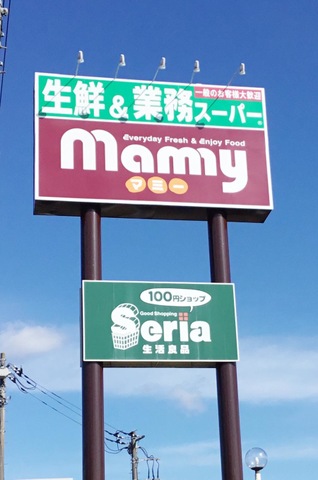 一般のお客様大歓迎
生鮮&業務スーパー
Everyday Fresh & Enjoy Food
mamy
マミー
100円ショップ
Good Shopping
Seria
生活良品